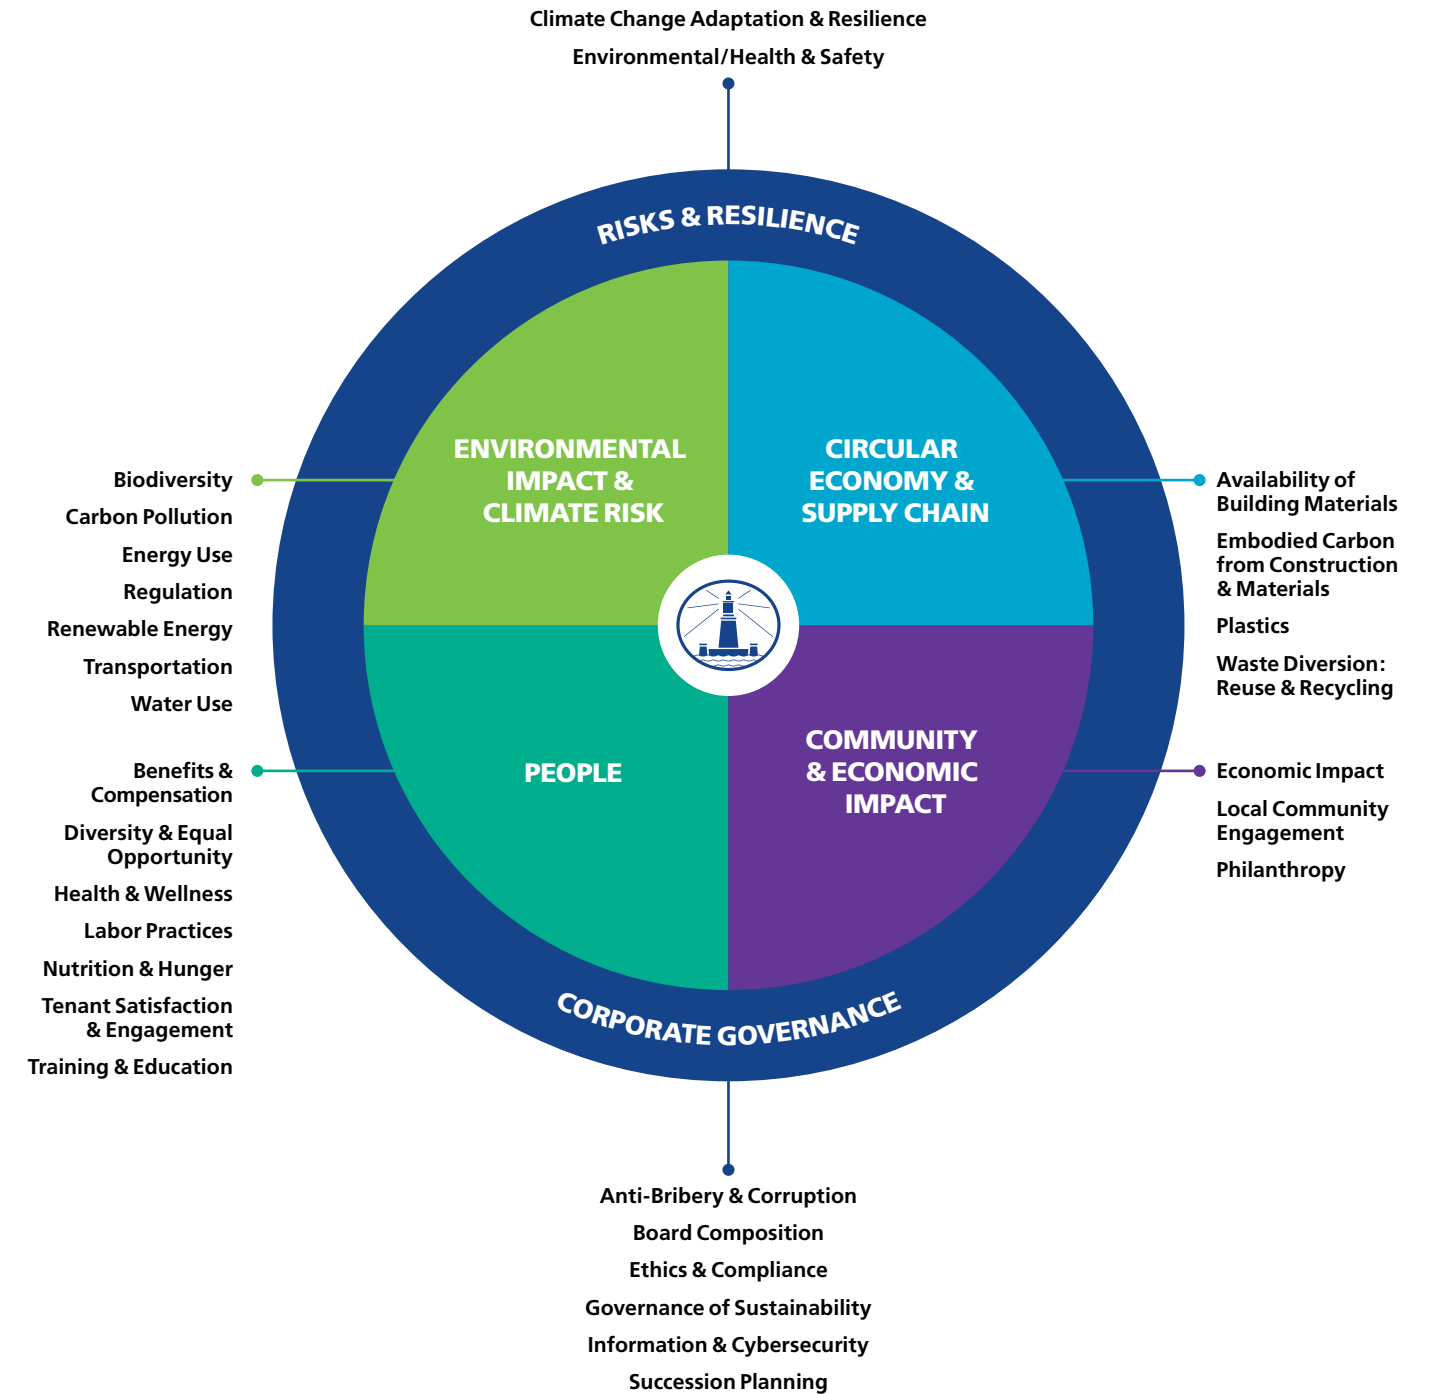 Climate Change Adaptation & Resilience
Environmental/Health & Safety
RISKS & RESILIENCE
ENVIRONMENTAL
IMPACT &
CLIMATE RISK
CIRCULAR
ECONOMY &
SUPPLY CHAIN
Biodiversity
Carbon Pollution
Energy Use
Regulation
Renewable Energy
Transportation
Water Use
Availability of
Building Materials
Embodied Carbon
from Construction
& Materials
Plastics
Waste Diversion:
Reuse & Recycling
PEOPLE
COMMUNITY
& ECONOMIC
IMPACT
Benefits &
Compensation
Diversity & Equal
Opportunity
Health & Wellness
Labor Practices
Nutrition & Hunger
Tenant Satisfaction
& Engagement
Training & Education
Economic Impact
Local Community
Engagement
Philanthropy
CORPORATE GOVERNANCE
Anti-Bribery & Corruption
Board Composition
Ethics & Compliance
Governance of Sustainability
Information & Cybersecurity
Succession Planning